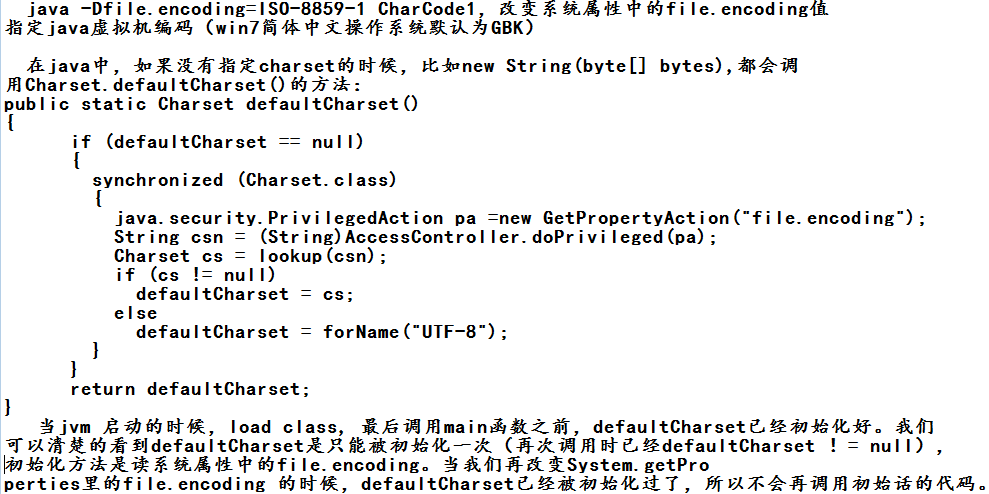 java -Dfile.encoding=ISO-8859-1 CharCode1, 改变系统属性中的file.encoding值
指定java虚拟机编码（win7简体中文操作系统默认为GBK）
在java中, 如果没有指定charset的时候, 比如new String(byte[] bytes),都会调
用Charset.defaultCharset()的方法:
public static Charset defaultCharset()
{
if (defaultCharset == null)
{
synchronized (Charset.class)
{
java.security.PrivilegedAction pa =new GetPropertyAction("file.encoding");
String csn = (String)AccessController.doPrivileged(pa);
Charset cs = lookup(csn);
if (cs != null)
defaultCharset = cs;
else
defaultCharset = forName("UTF-8");
}
}
return defaultCharset;
}
当jvm 启动的时候, load class, 最后调用main函数之前, defaultCharset已经初始化好。我们
可以清楚的看到defaultCharset是只能被初始化一次（再次调用时已经defaultCharset ! = null）,
初始化方法是读系统属性中的file.encoding。当我们再改变System.getPro
perties里的file.encoding 的时候, defaultCharset已经被初始化过了, 所以不会再调用初始话的代码。